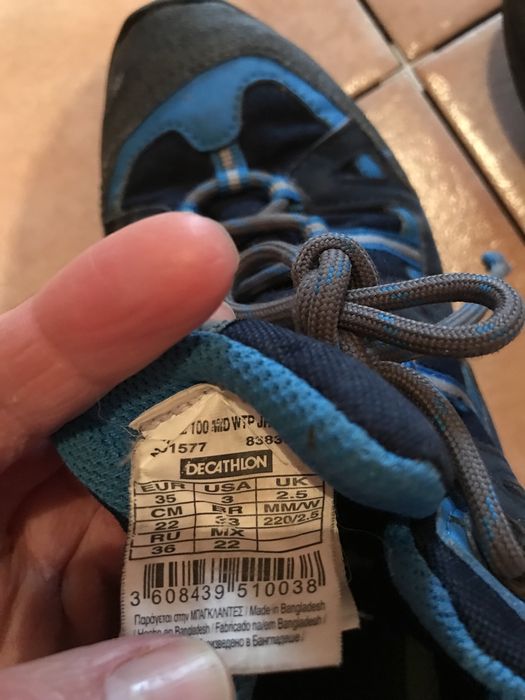 100 MID WTP
1577 8383
DECATHLON
EUR USA UK
35 3 2.5
CM BR MM/W
22 33 220/2.5
RU MX
36 22
3 608439 510038
Παράγεται στην ΜΠΑΓΚΛΑΝΤΕΣ / Made in Bangladesh
/ Hecho en Bangladesh / Fabricado na/em Bangladesh
Бангладеше /